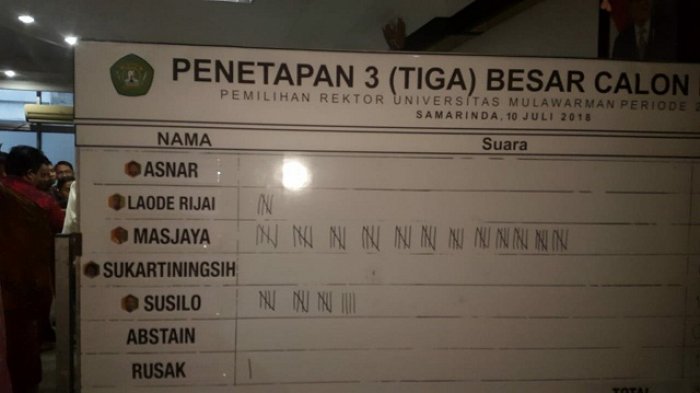 PENETAPAN 3 (TIGA) BESAR CALON
PEMILIHAN REKTOR UNIVERSITAS MULAWARMAN PERIODE
SAMARINDA, 10 JULI 2018
NAMA Suara
ASNAR
LAODE RIJAI
MASJAYA
SUKARTININGSIH
SUSILO
ABSTAIN
RUSAK
TOTAL